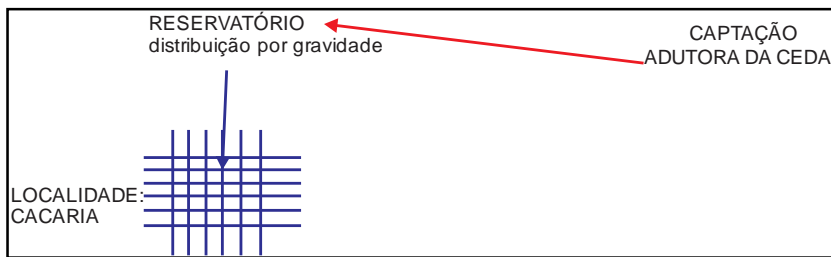 RESERVATÓRIO
distribuição por gravidade
CAPTAÇÃO
ADUTORA DA CEDA
LOCALIDADE:
CACARIA